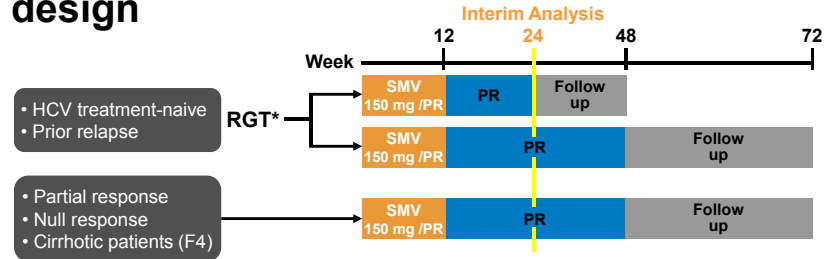 design
Interim Analysis
12 24 48 72
Week
• HCV treatment-naive
• Prior relapse
RGT*
SMV
150 mg /PR
PR
Follow
up
SMV
150 mg /PR
PR
Follow
up
• Partial response
• Null response
• Cirrhotic patients (F4)
SMV
150 mg /PR
PR
Follow
up